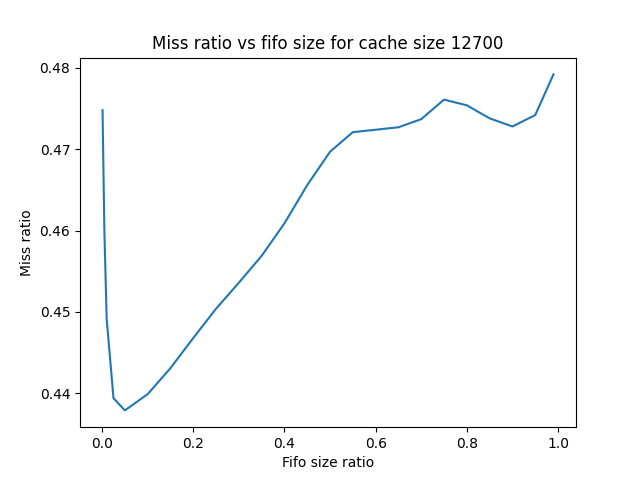 Miss ratio vs fifo size for cache size 12700
0.48
0.47
0.46
0.45
0.44
Miss ratio
0.0 0.2 0.4 0.6 0.8 1.0
Fifo size ratio